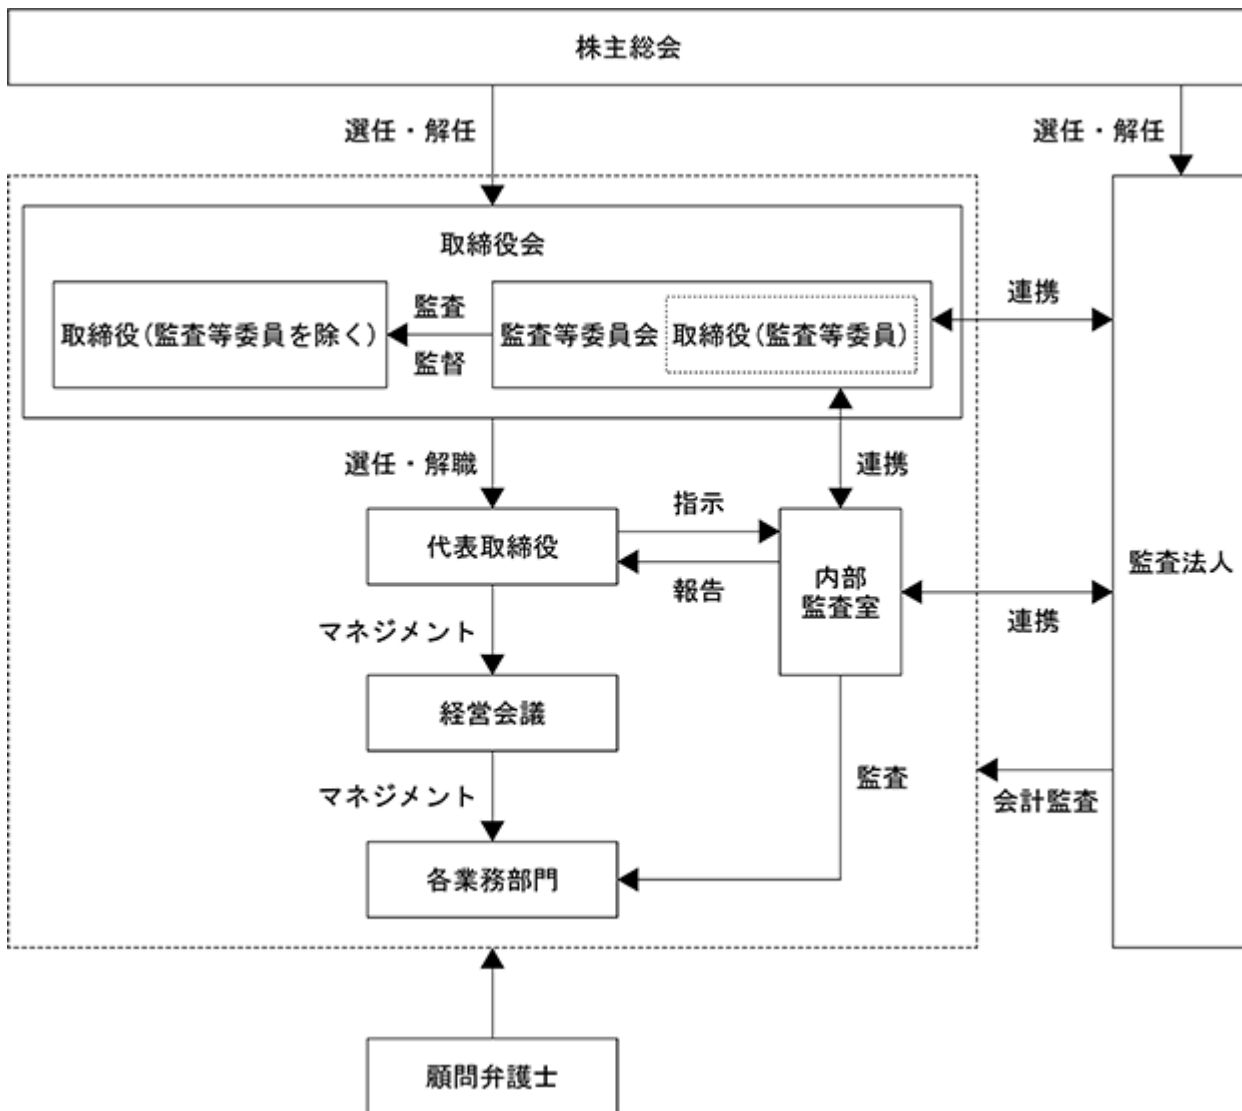 株主総会
選任・解任
選任・解任
取締役会
取締役(監査等委員を除く)
監査
監督
監査等委員会
取締役(監査等委員)
連携
選任・解職
連携
代表取締役
指示
報告
内部
監査室
連携
監査法人
マネジメント
経営会議
マネジメント
監査
会計監査
各業務部門
顧問弁護士